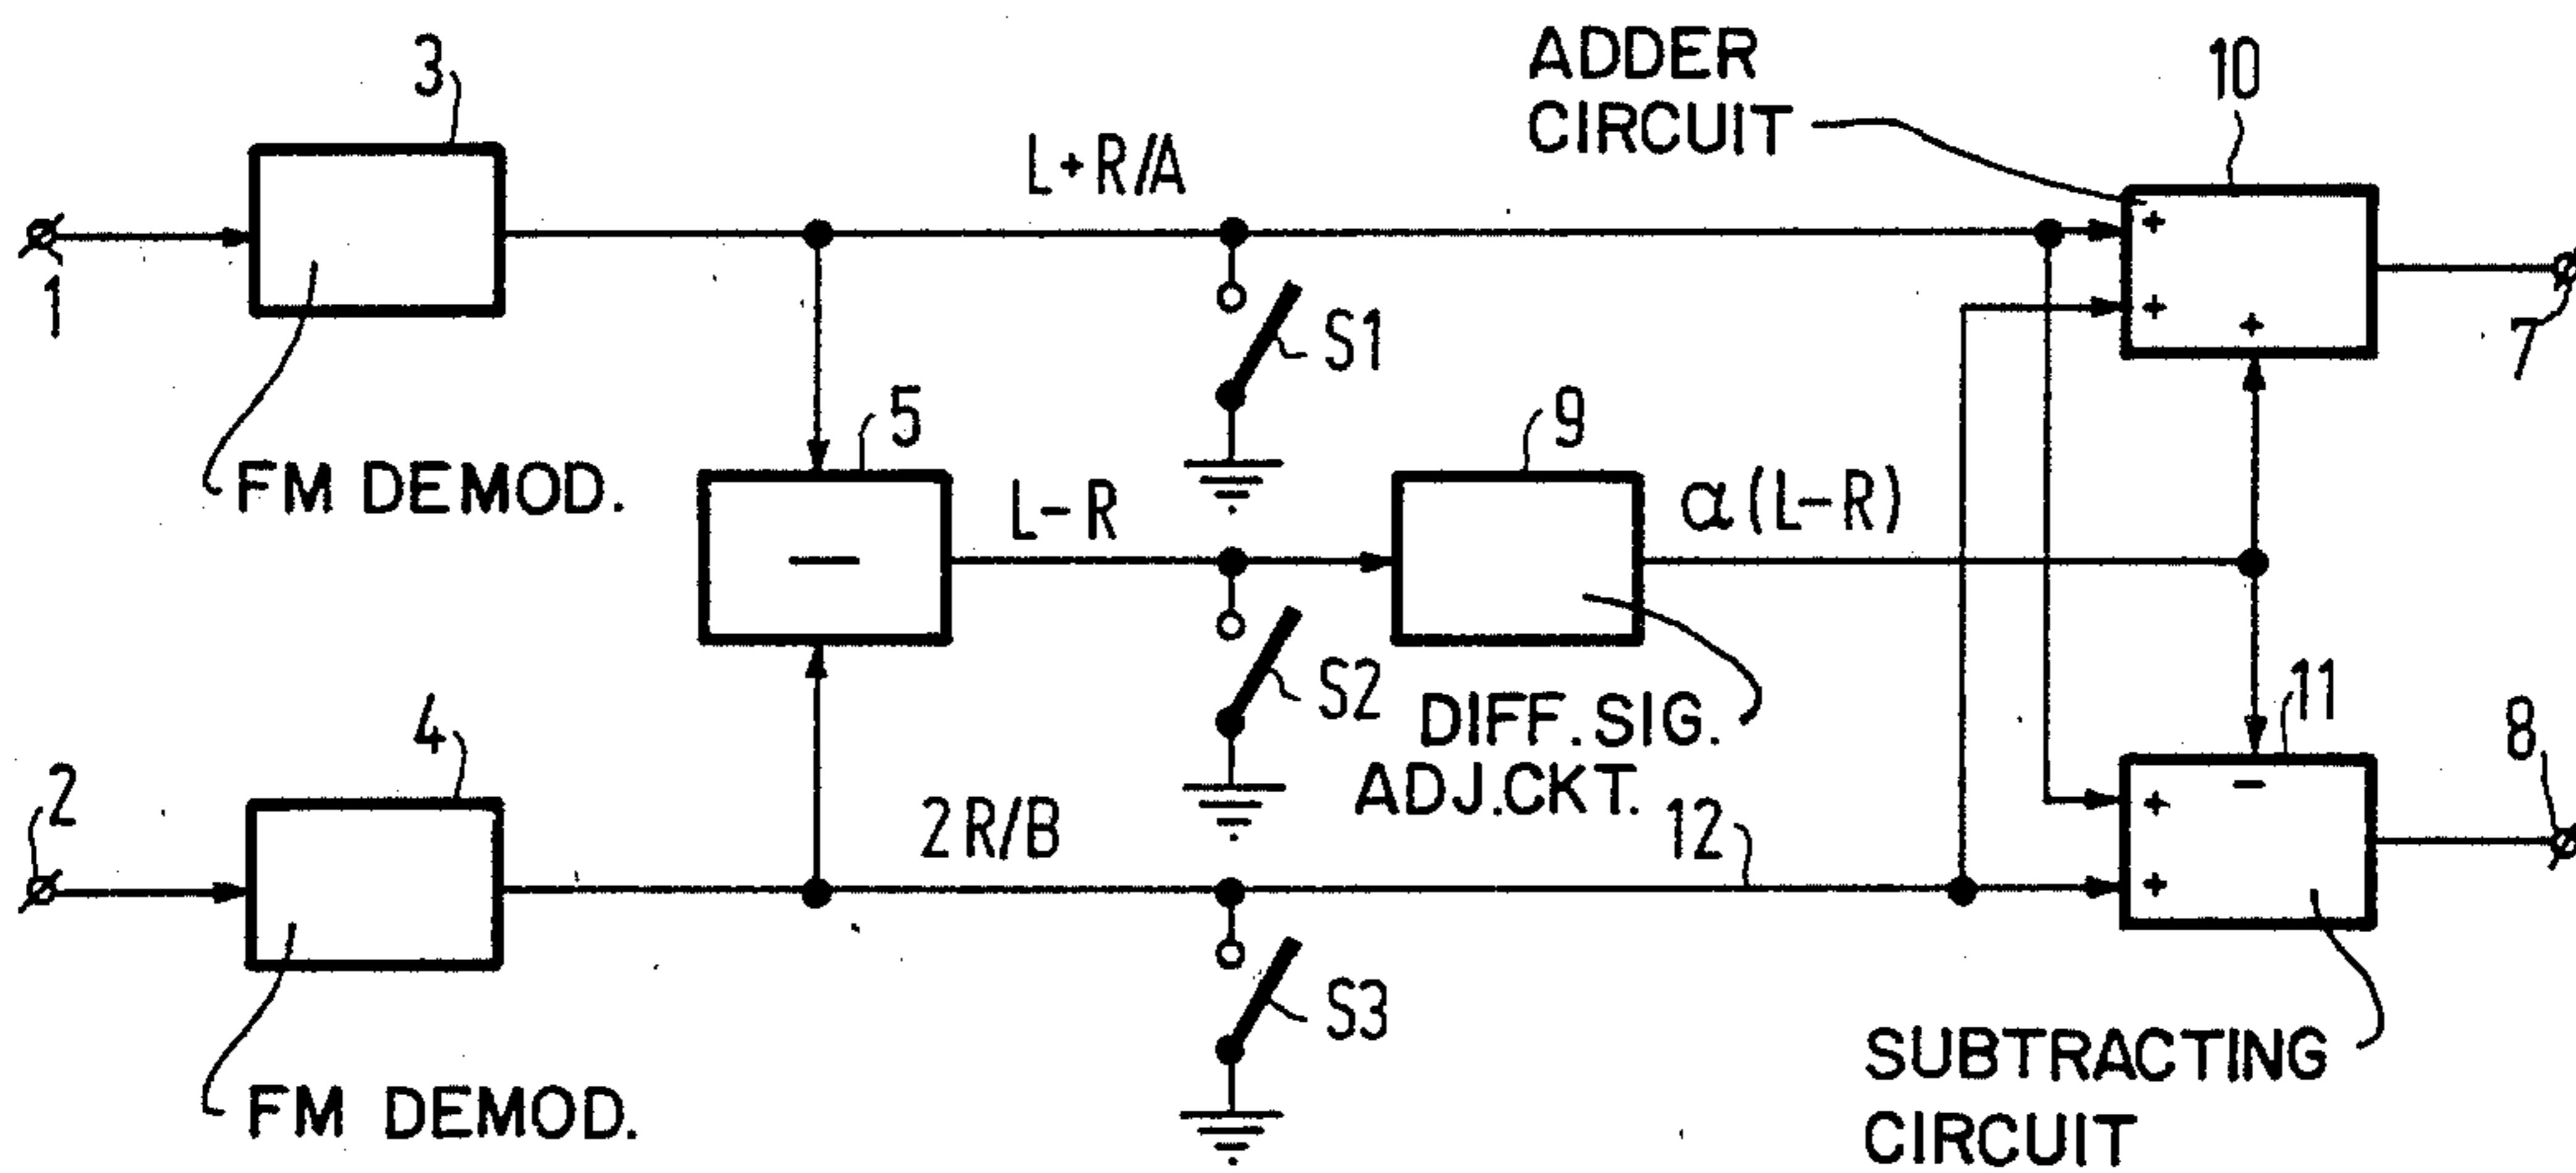 ADDER
CIRCUIT
10
3
L+R/A
+
+
+
1
7
S1
FM DEMOD.
5
9
L-R
α(L-R)
—
S2
DIFF. SIG.
ADJ.CKT.
11
8
2
4
2R/B
12
-
+
+
S3
FM DEMOD.
SUBTRACTING
CIRCUIT